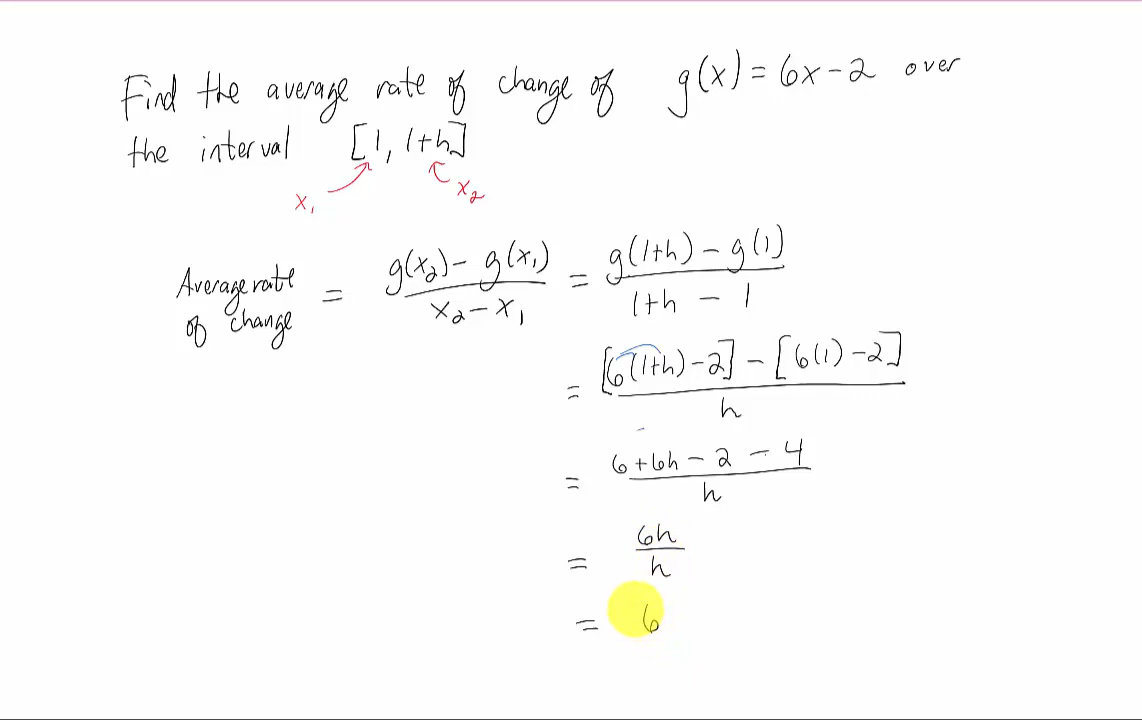 Find the average rate of change of g(x) = 6x - 2 over
the interval [1, 1+h]
x₁ x₂
Average rate of change = g(x₂) - g(x₁) / x₂ - x₁ = g(1+h) - g(1) / 1+h - 1
= [6(1+h) - 2] - [6(1) - 2] / h
= 6 + 6h - 2 - 4 / h
= 6h / h
= 6